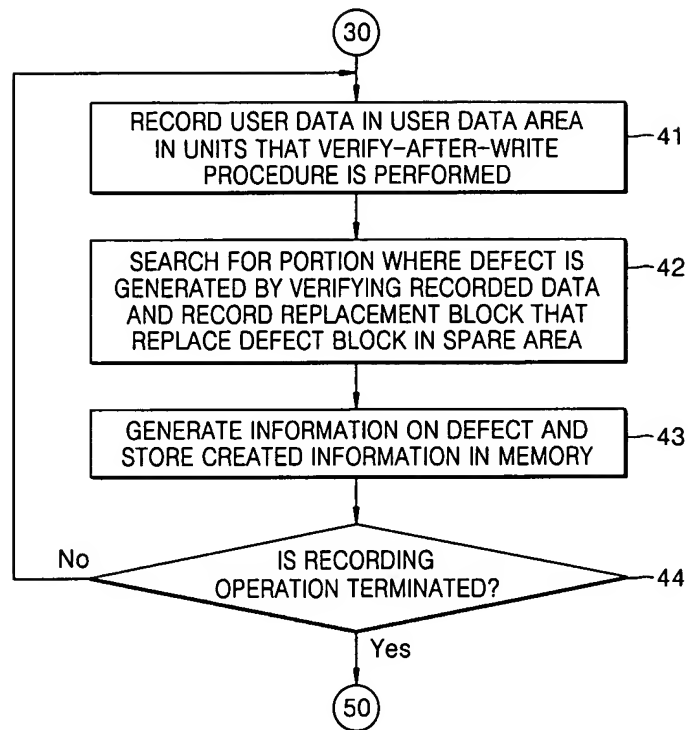 30
RECORD USER DATA IN USER DATA AREA
IN UNITS THAT VERIFY-AFTER-WRITE
PROCEDURE IS PERFORMED
41
SEARCH FOR PORTION WHERE DEFECT IS
GENERATED BY VERIFYING RECORDED DATA
AND RECORD REPLACEMENT BLOCK THAT
REPLACE DEFECT BLOCK IN SPARE AREA
42
GENERATE INFORMATION ON DEFECT AND
STORE CREATED INFORMATION IN MEMORY
43
No
IS RECORDING
OPERATION TERMINATED?
44
Yes
50